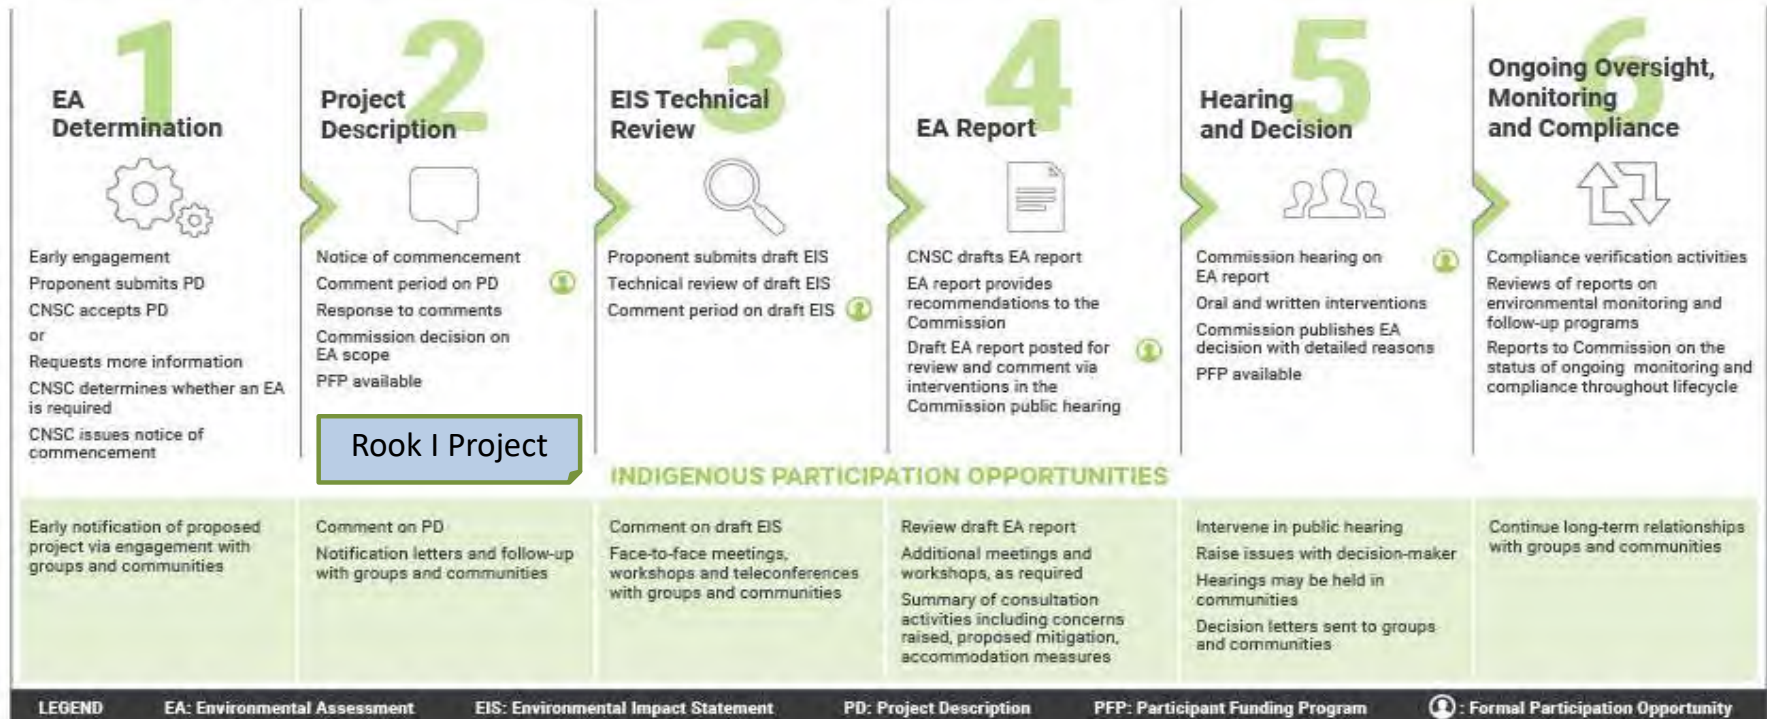 1
EA
Determination
Early engagement
Proponent submits PD
CNSC accepts PD
or
Requests more information
CNSC determines whether an EA
is required
CNSC issues notice of
commencement
2
Project
Description
Notice of commencement
Comment period on PD
Response to comments
Commission decision on
EA scope
PFP available
Rook I Project
3
EIS Technical
Review
Proponent submits draft EIS
Technical review of draft EIS
Comment period on draft EIS
4
EA Report
CNSC drafts EA report
EA report provides
recommendations to the
Commission
Draft EA report posted for
review and comment via
interventions in the
Commission public hearing
5
Hearing
and Decision
Commission hearing on
EA report
Oral and written interventions
Commission publishes EA
decision with detailed reasons
PFP available
6
Ongoing Oversight,
Monitoring
and Compliance
Compliance verification activities
Reviews of reports on
environmental monitoring and
follow-up programs
Reports to Commission on the
status of ongoing monitoring and
compliance throughout lifecycle
INDIGENOUS PARTICIPATION OPPORTUNITIES
Early notification of proposed
project via engagement with
groups and communities
Comment on PD
Notification letters and follow-up
with groups and communities
Comment on draft EIS
Face-to-face meetings,
workshops and teleconferences
with groups and communities
Review draft EA report
Additional meetings and
workshops, as required
Summary of consultation
activities including concerns
raised, proposed mitigation,
accommodation measures
Intervene in public hearing
Raise issues with decision-maker
Hearings may be held in
communities
Decision letters sent to groups
and communities
Continue long-term relationships
with groups and communities
LEGEND EA: Environmental Assessment EIS: Environmental Impact Statement PD: Project Description PFP: Participant Funding Program : Formal Participation Opportunity